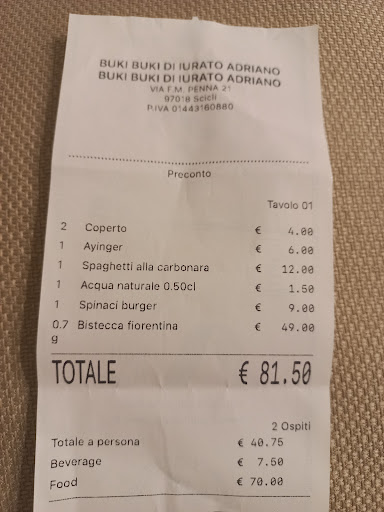 BUKI BUKI DI IURATO ADRIANO
BUKI BUKI DI IURATO ADRIANO
VIA F.M. PENNA 21
97018 Scicli
P.IVA 01443160880
Preconto
Tavolo 01
2 Coperto € 4.00
1 Ayinger € 6.00
1 Spaghetti alla carbonara € 12.00
1 Acqua naturale 0.50cl € 1.50
1 Spinaci burger € 9.00
0.7 Bistecca fiorentina € 49.00
g
TOTALE € 81.50
2 Ospiti
Totale a persona € 40.75
Beverage € 7.50
Food € 70.00